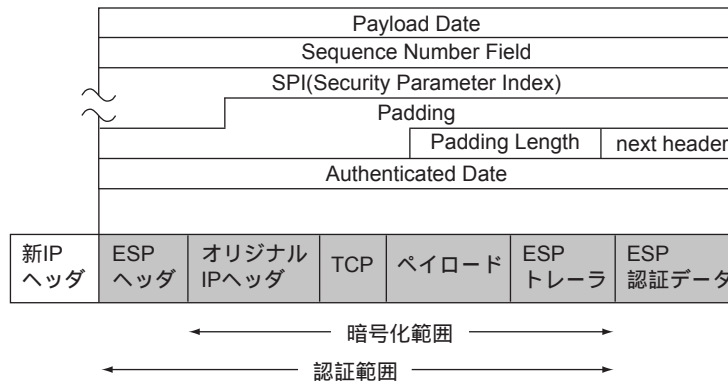 Payload Date
Sequence Number Field
SPI(Security Parameter Index)
Padding
Padding Length next header
Authenticated Date
新IP
ヘッダ
ESP
ヘッダ
オリジナル
IPヘッダ
TCP
ペイロード
ESP
トレーラ
ESP
認証データ
暗号化範囲
認証範囲